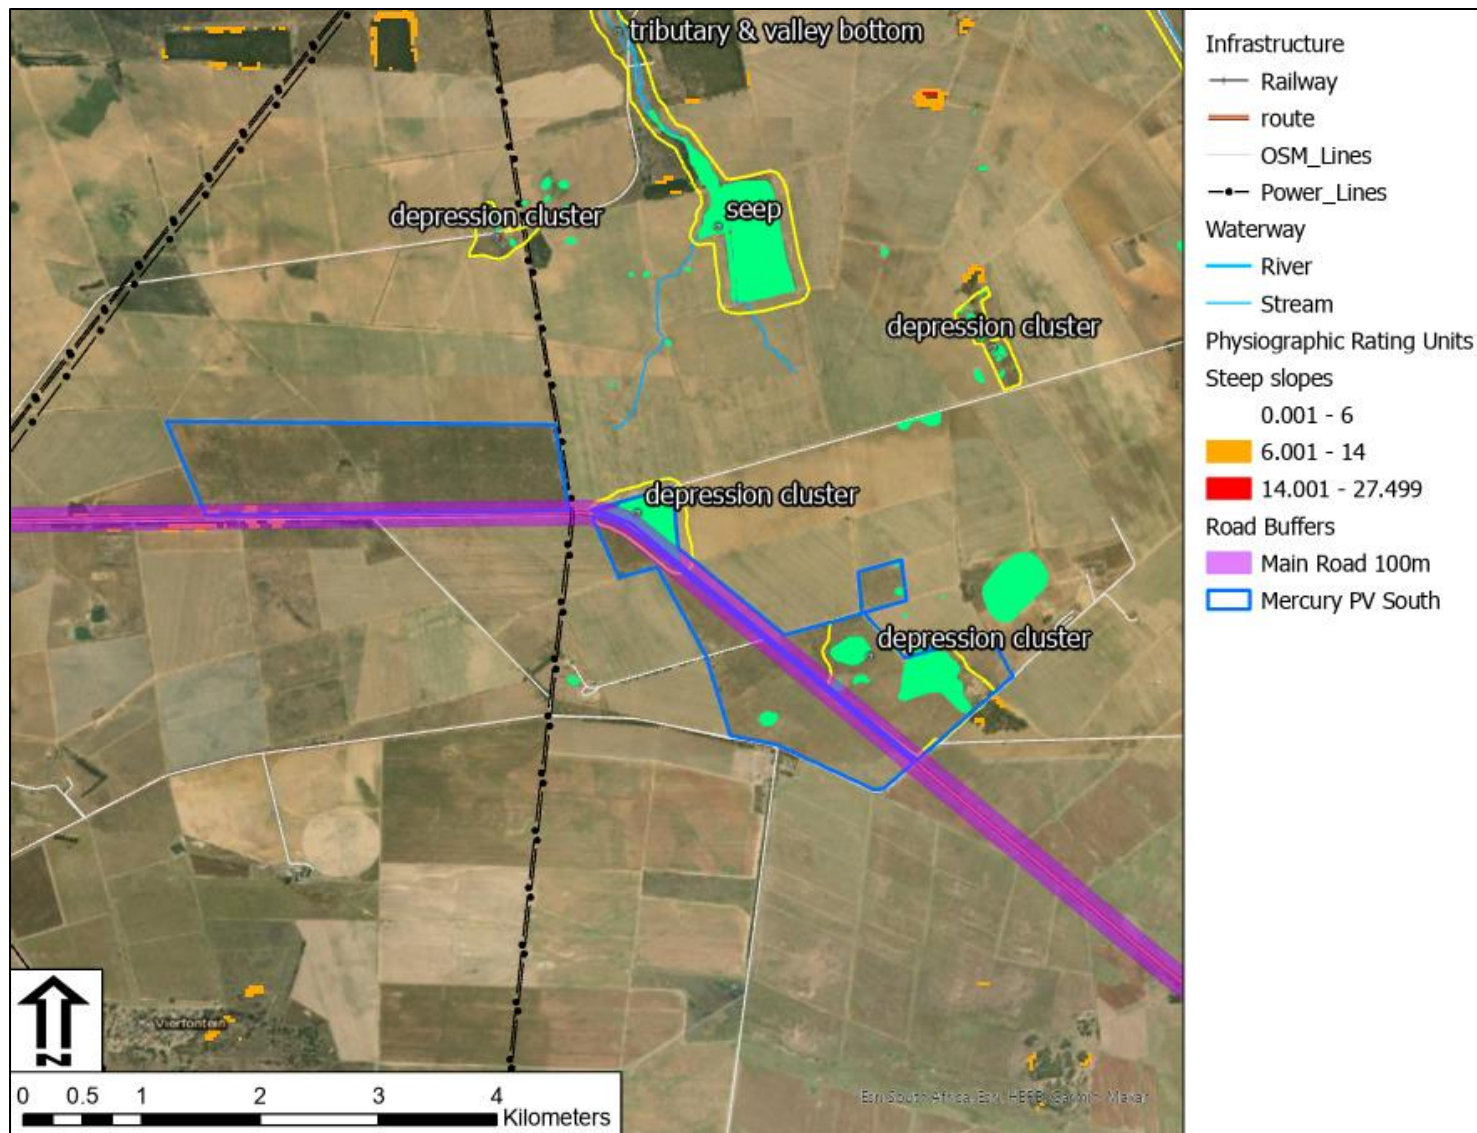 tributary & valley bottom
depression cluster
seep
depression cluster
depression cluster
depression cluster
Vierfontein
N
0 0.5 1 2 3 4
Kilometers
Esri South Africa, Esri, HERE, Garmin, Maxar
Infrastructure
Railway
route
OSM_Lines
Power_Lines
Waterway
River
Stream
Physiographic Rating Units
Steep slopes
0.001 - 6
6.001 - 14
14.001 - 27.499
Road Buffers
Main Road 100m
Mercury PV South